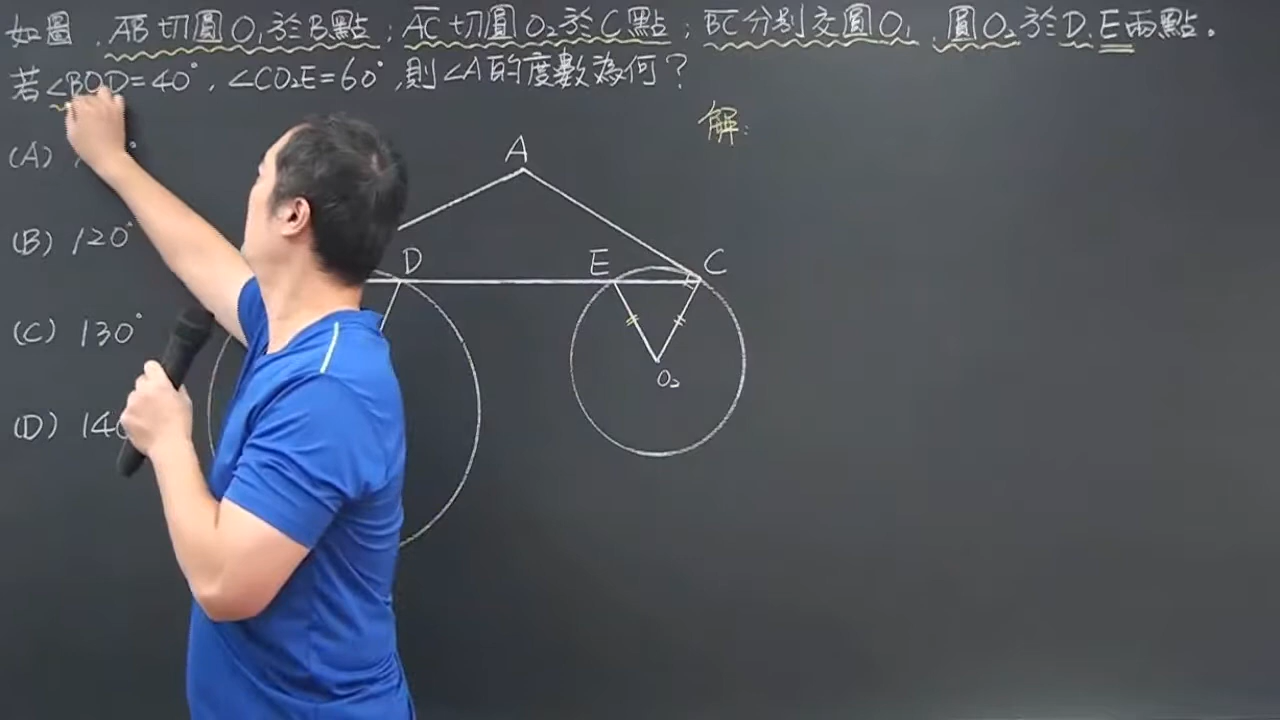 如圖，AB切圓O₁於B點；AC切圓O₂於C點；BC分別交圓O₁、圓O₂於D、E兩點。
若∠BO₁D=40°，∠CO₂E=60°，則∠A的度數為何？
解：
(A)
(B) 120°
(C) 130°
(D) 140
A
D
E
C
O₂